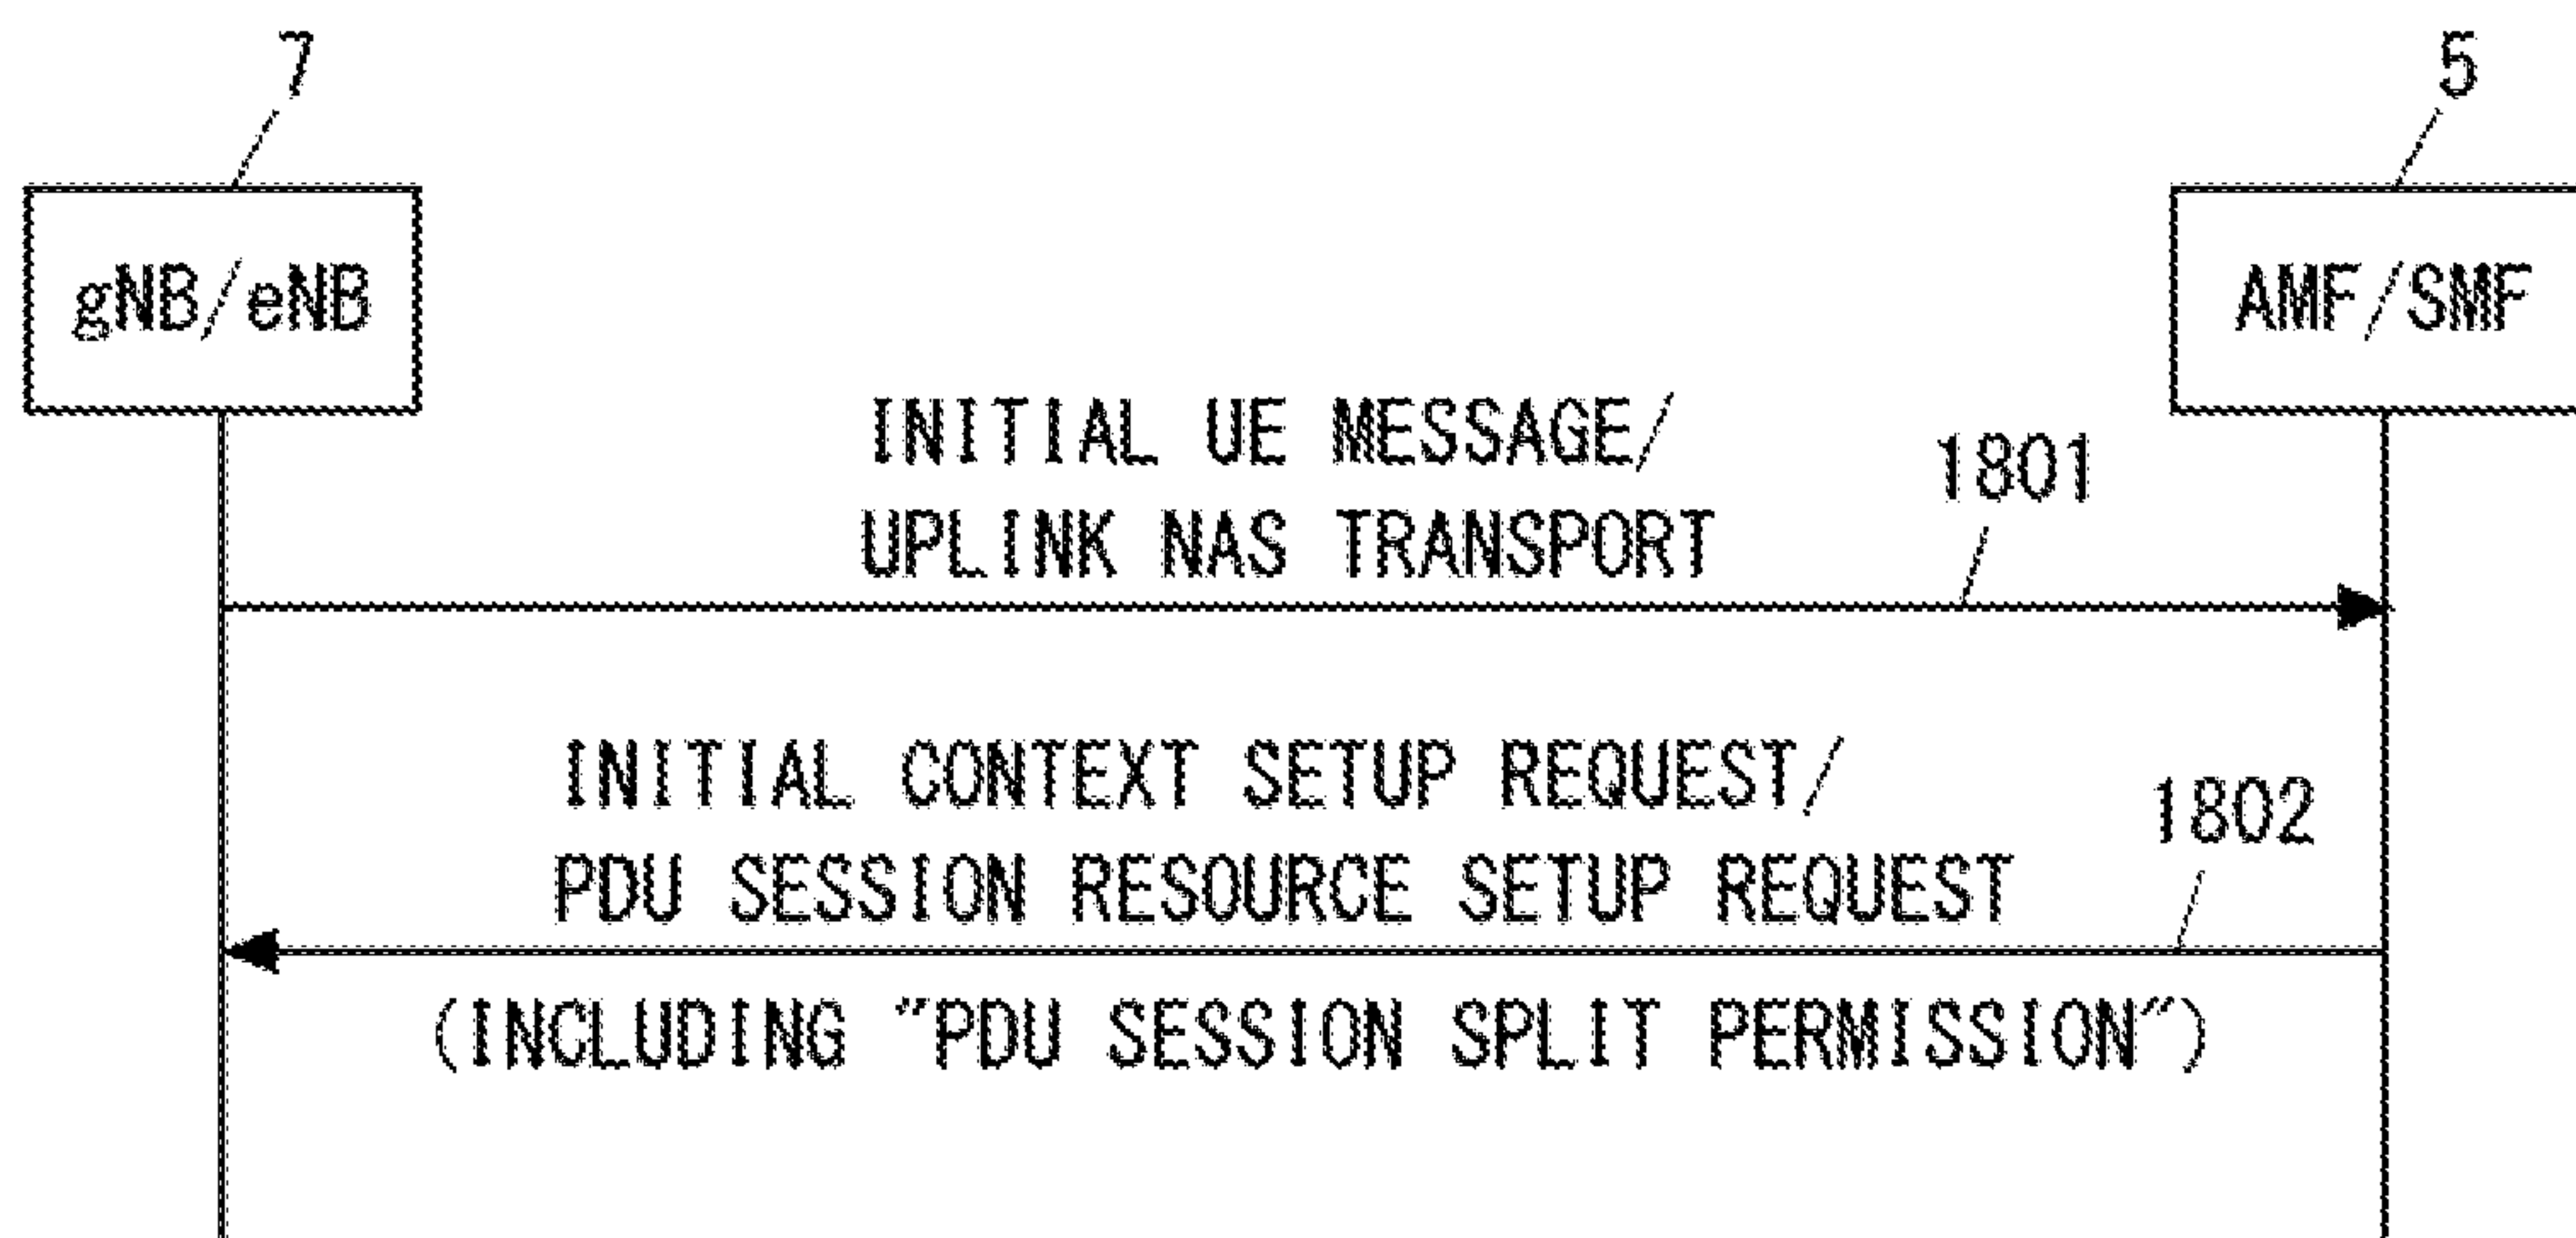 7
5
gNB/eNB
AMF/SMF
INITIAL UE MESSAGE/
UPLINK NAS TRANSPORT
1801
INITIAL CONTEXT SETUP REQUEST/
PDU SESSION RESOURCE SETUP REQUEST
1802
(INCLUDING "PDU SESSION SPLIT PERMISSION")